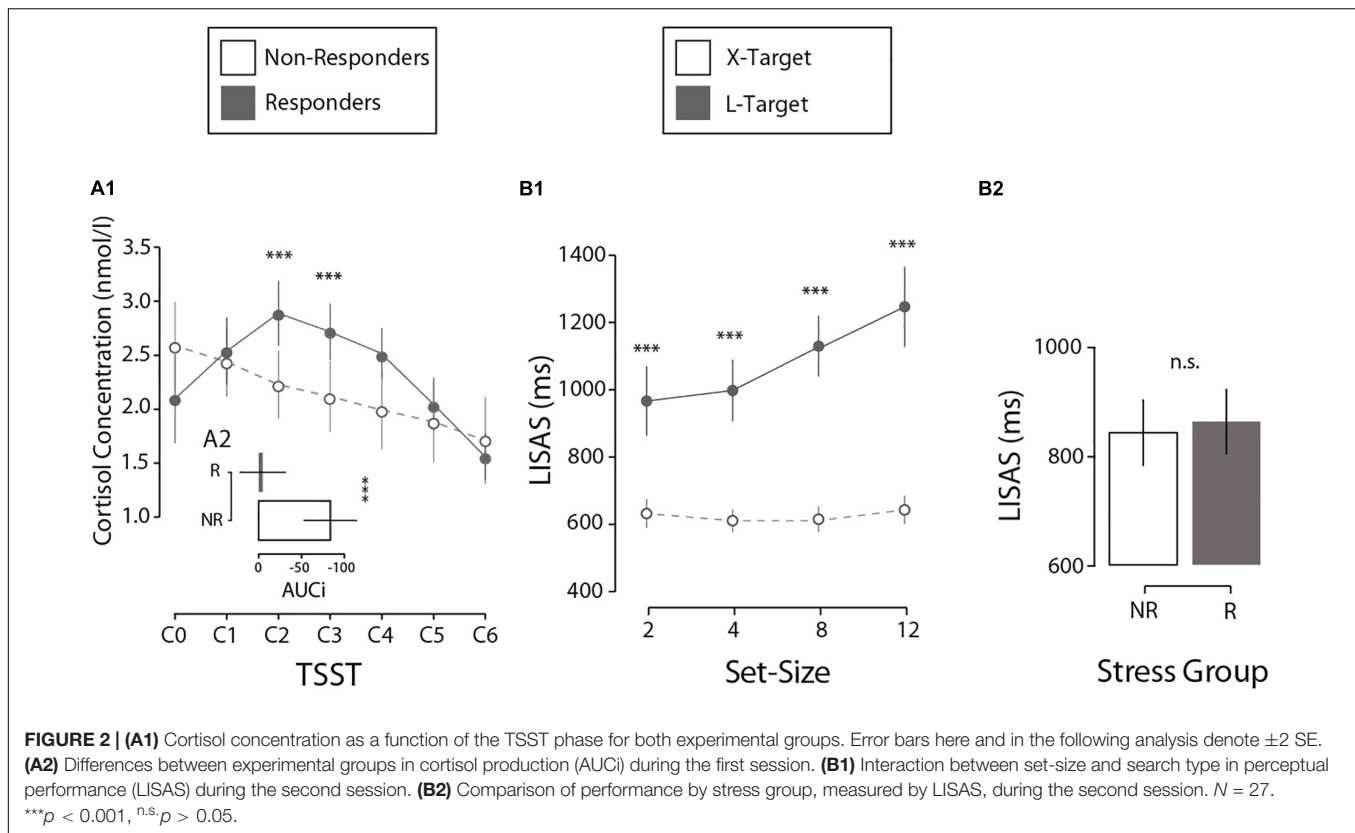 Non-Responders
Responders
X-Target
L-Target
A1
Cortisol Concentration (nmol/l)
3.5
3.0
2.5
2.0
1.5
1.0
***
***
A2
R
NR
***
0
-50
-100
AUCi
C0
C1
C2
C3
C4
C5
C6
TSST
B1
LISAS (ms)
1400
1200
1000
800
600
400
***
***
***
***
2
4
8
12
Set-Size
B2
LISAS (ms)
1000
800
600
n.s.
NR
R
Stress Group
FIGURE 2 | (A1) Cortisol concentration as a function of the TSST phase for both experimental groups. Error bars here and in the following analysis denote ±2 SE.
(A2) Differences between experimental groups in cortisol production (AUCi) during the first session. (B1) Interaction between set-size and search type in perceptual
performance (LISAS) during the second session. (B2) Comparison of performance by stress group, measured by LISAS, during the second session. N = 27.
***p < 0.001, n.s.p > 0.05.